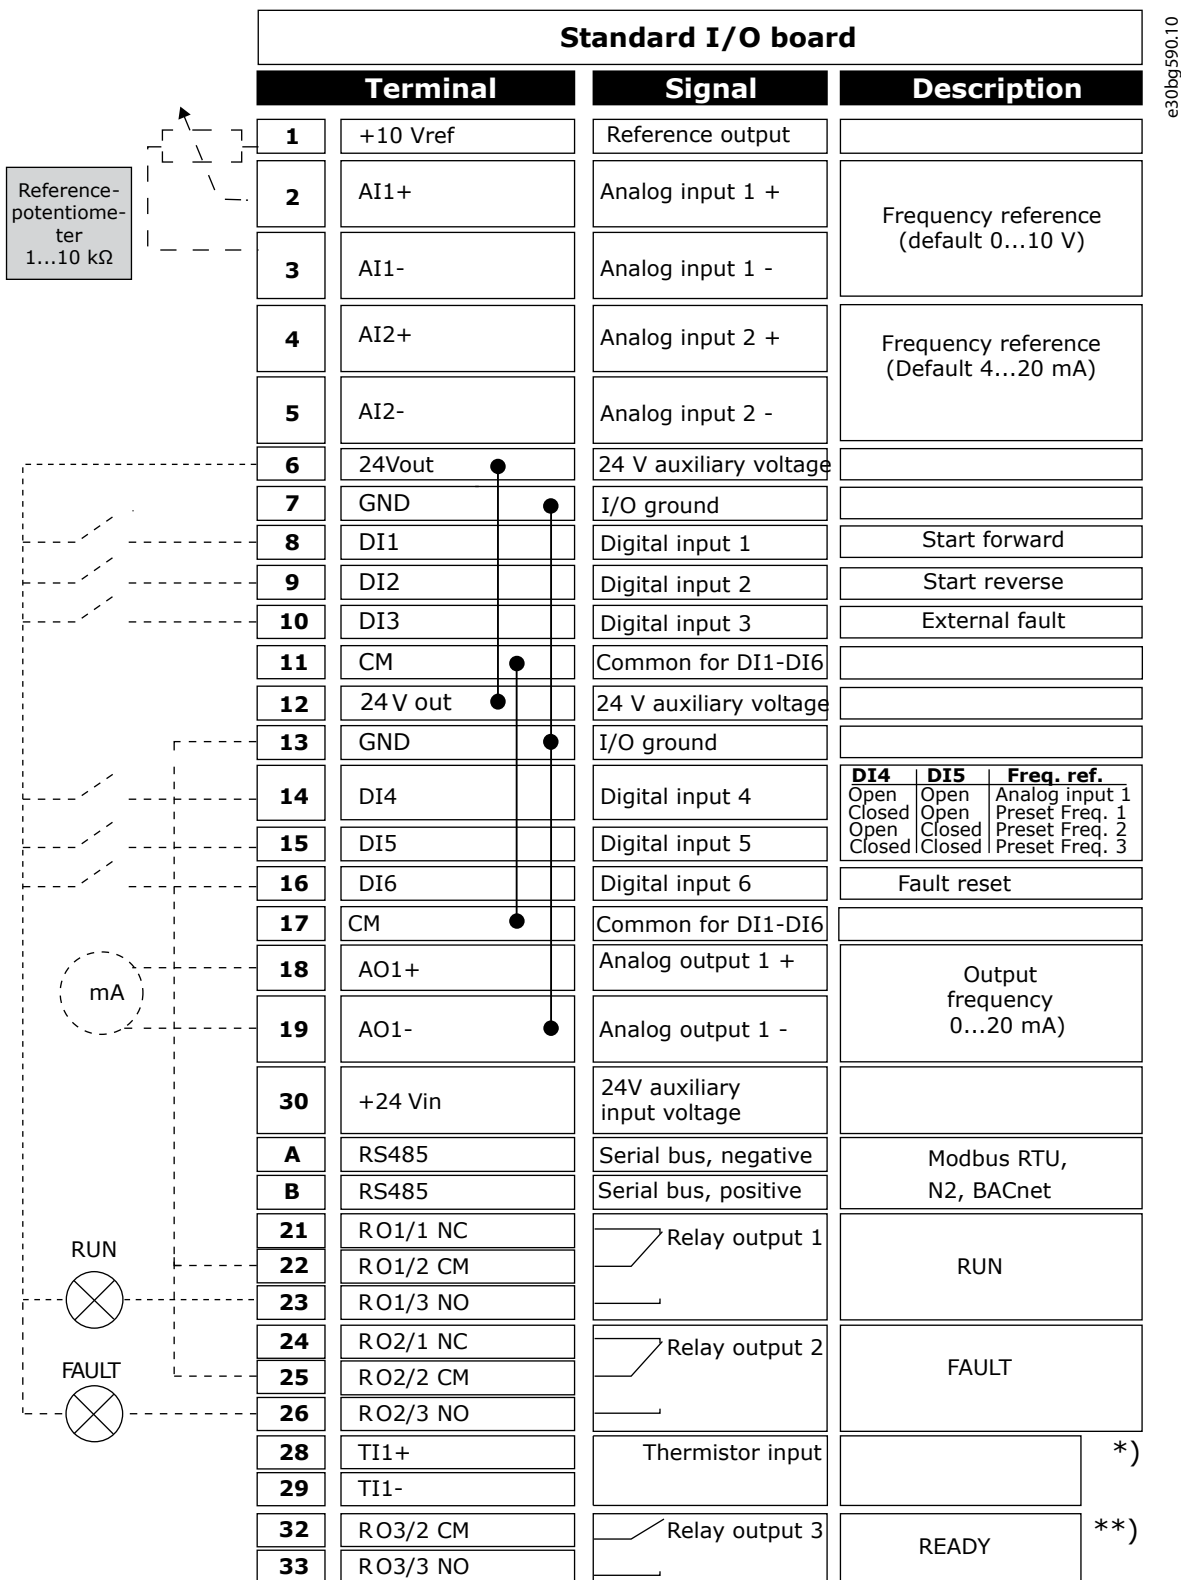 Standard I/O board
e30bg590.10
Terminal Signal Description
1 +10 Vref Reference output
Reference-
potentiome-
ter
1...10 kΩ
2 AI1+ Analog input 1 +
Frequency reference
(default 0...10 V)
3 AI1- Analog input 1 -
4 AI2+ Analog input 2 +
Frequency reference
(Default 4...20 mA)
5 AI2- Analog input 2 -
6 24Vout 24 V auxiliary voltage
7 GND I/O ground
8 DI1 Digital input 1 Start forward
9 DI2 Digital input 2 Start reverse
10 DI3 Digital input 3 External fault
11 CM Common for DI1-DI6
12 24 V out 24 V auxiliary voltage
13 GND I/O ground
14 DI4 Digital input 4
DI4 DI5 Freq. ref.
Open Open Analog input 1
Closed Open Preset Freq. 1
Open Closed Preset Freq. 2
Closed Closed Preset Freq. 3
15 DI5 Digital input 5
16 DI6 Digital input 6 Fault reset
17 CM Common for DI1-DI6
18 AO1+ Analog output 1 +
Output
frequency
0...20 mA)
mA
19 AO1- Analog output 1 -
30 +24 Vin 24V auxiliary
input voltage
A RS485 Serial bus, negative
Modbus RTU,
N2, BACnet
B RS485 Serial bus, positive
21 RO1/1 NC Relay output 1
RUN
22 RO1/2 CM RUN
23 RO1/3 NO
24 RO2/1 NC Relay output 2
FAULT
25 RO2/2 CM FAULT
26 RO2/3 NO
28 TI1+ Thermistor input *)
29 TI1-
32 RO3/2 CM Relay output 3 READY **)
33 RO3/3 NO